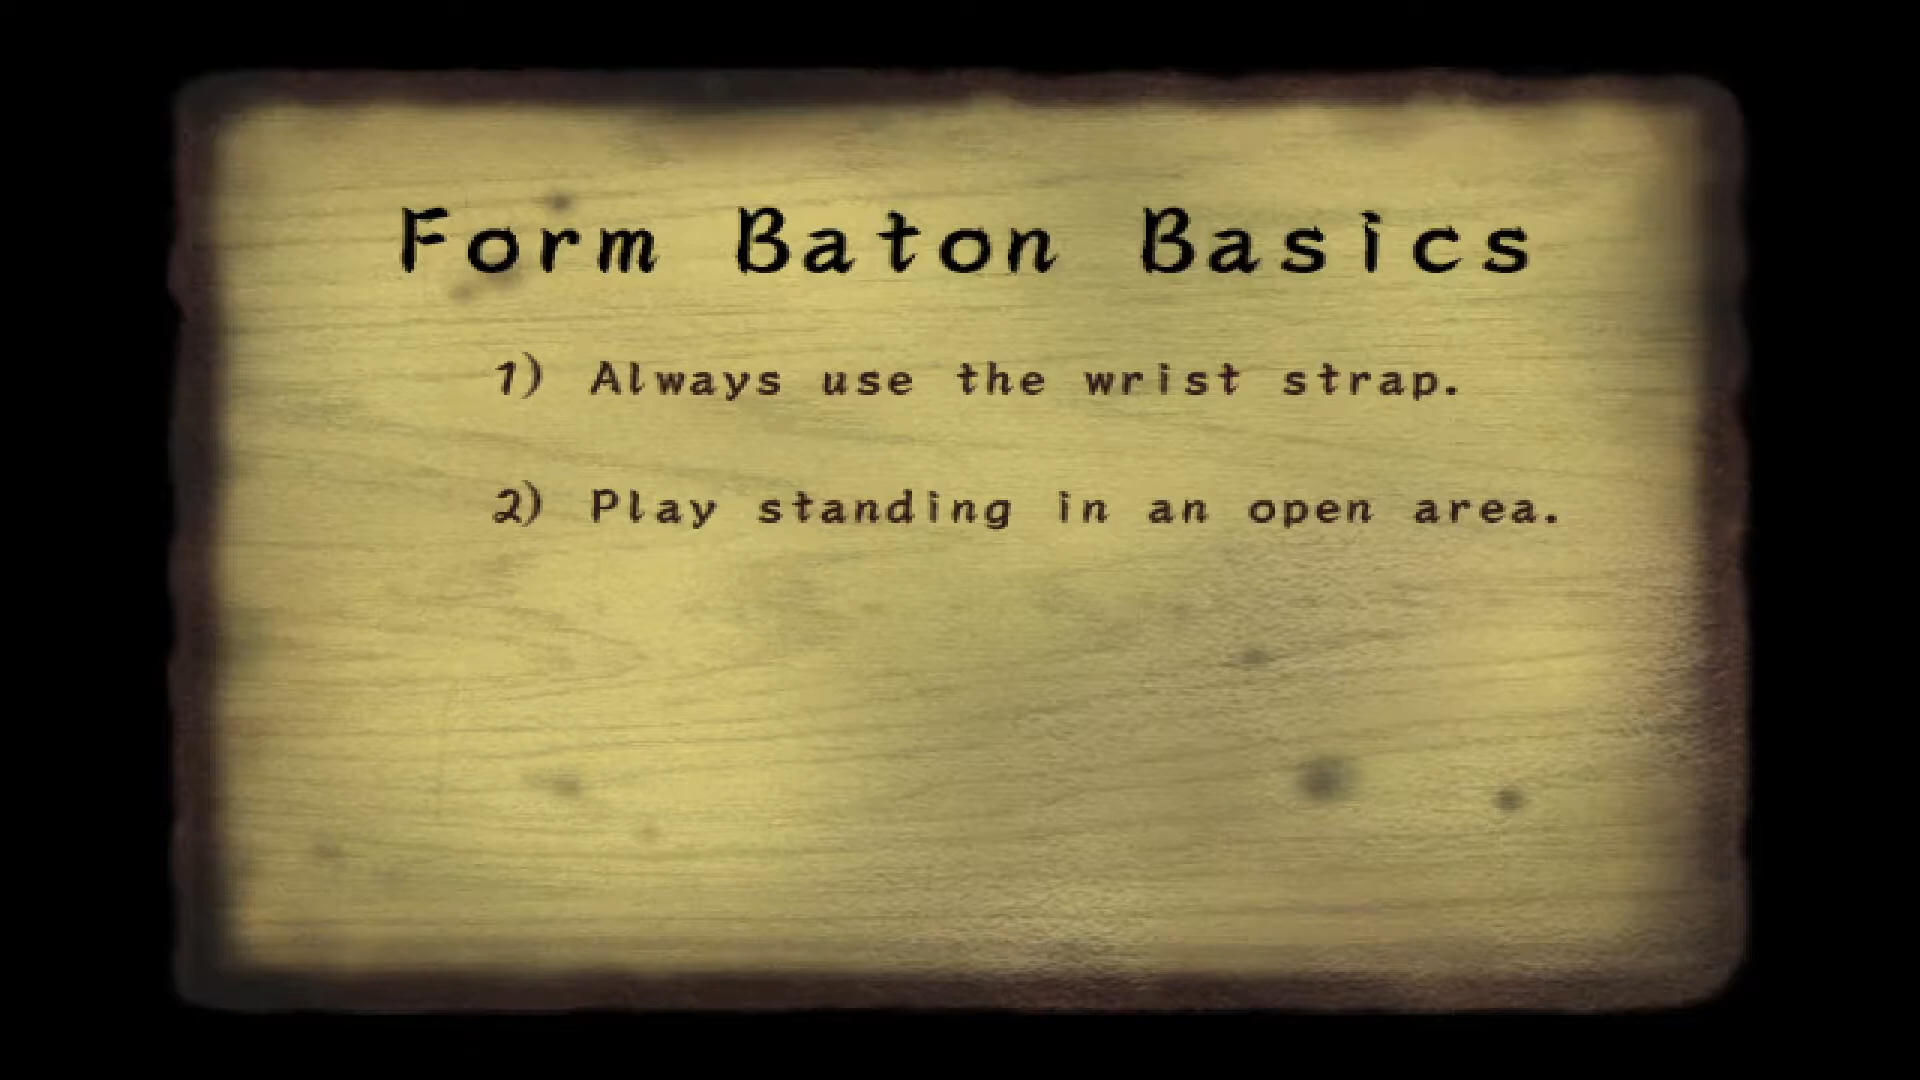 Form Baton Basics
1) Always use the wrist strap.
2) Play standing in an open area.